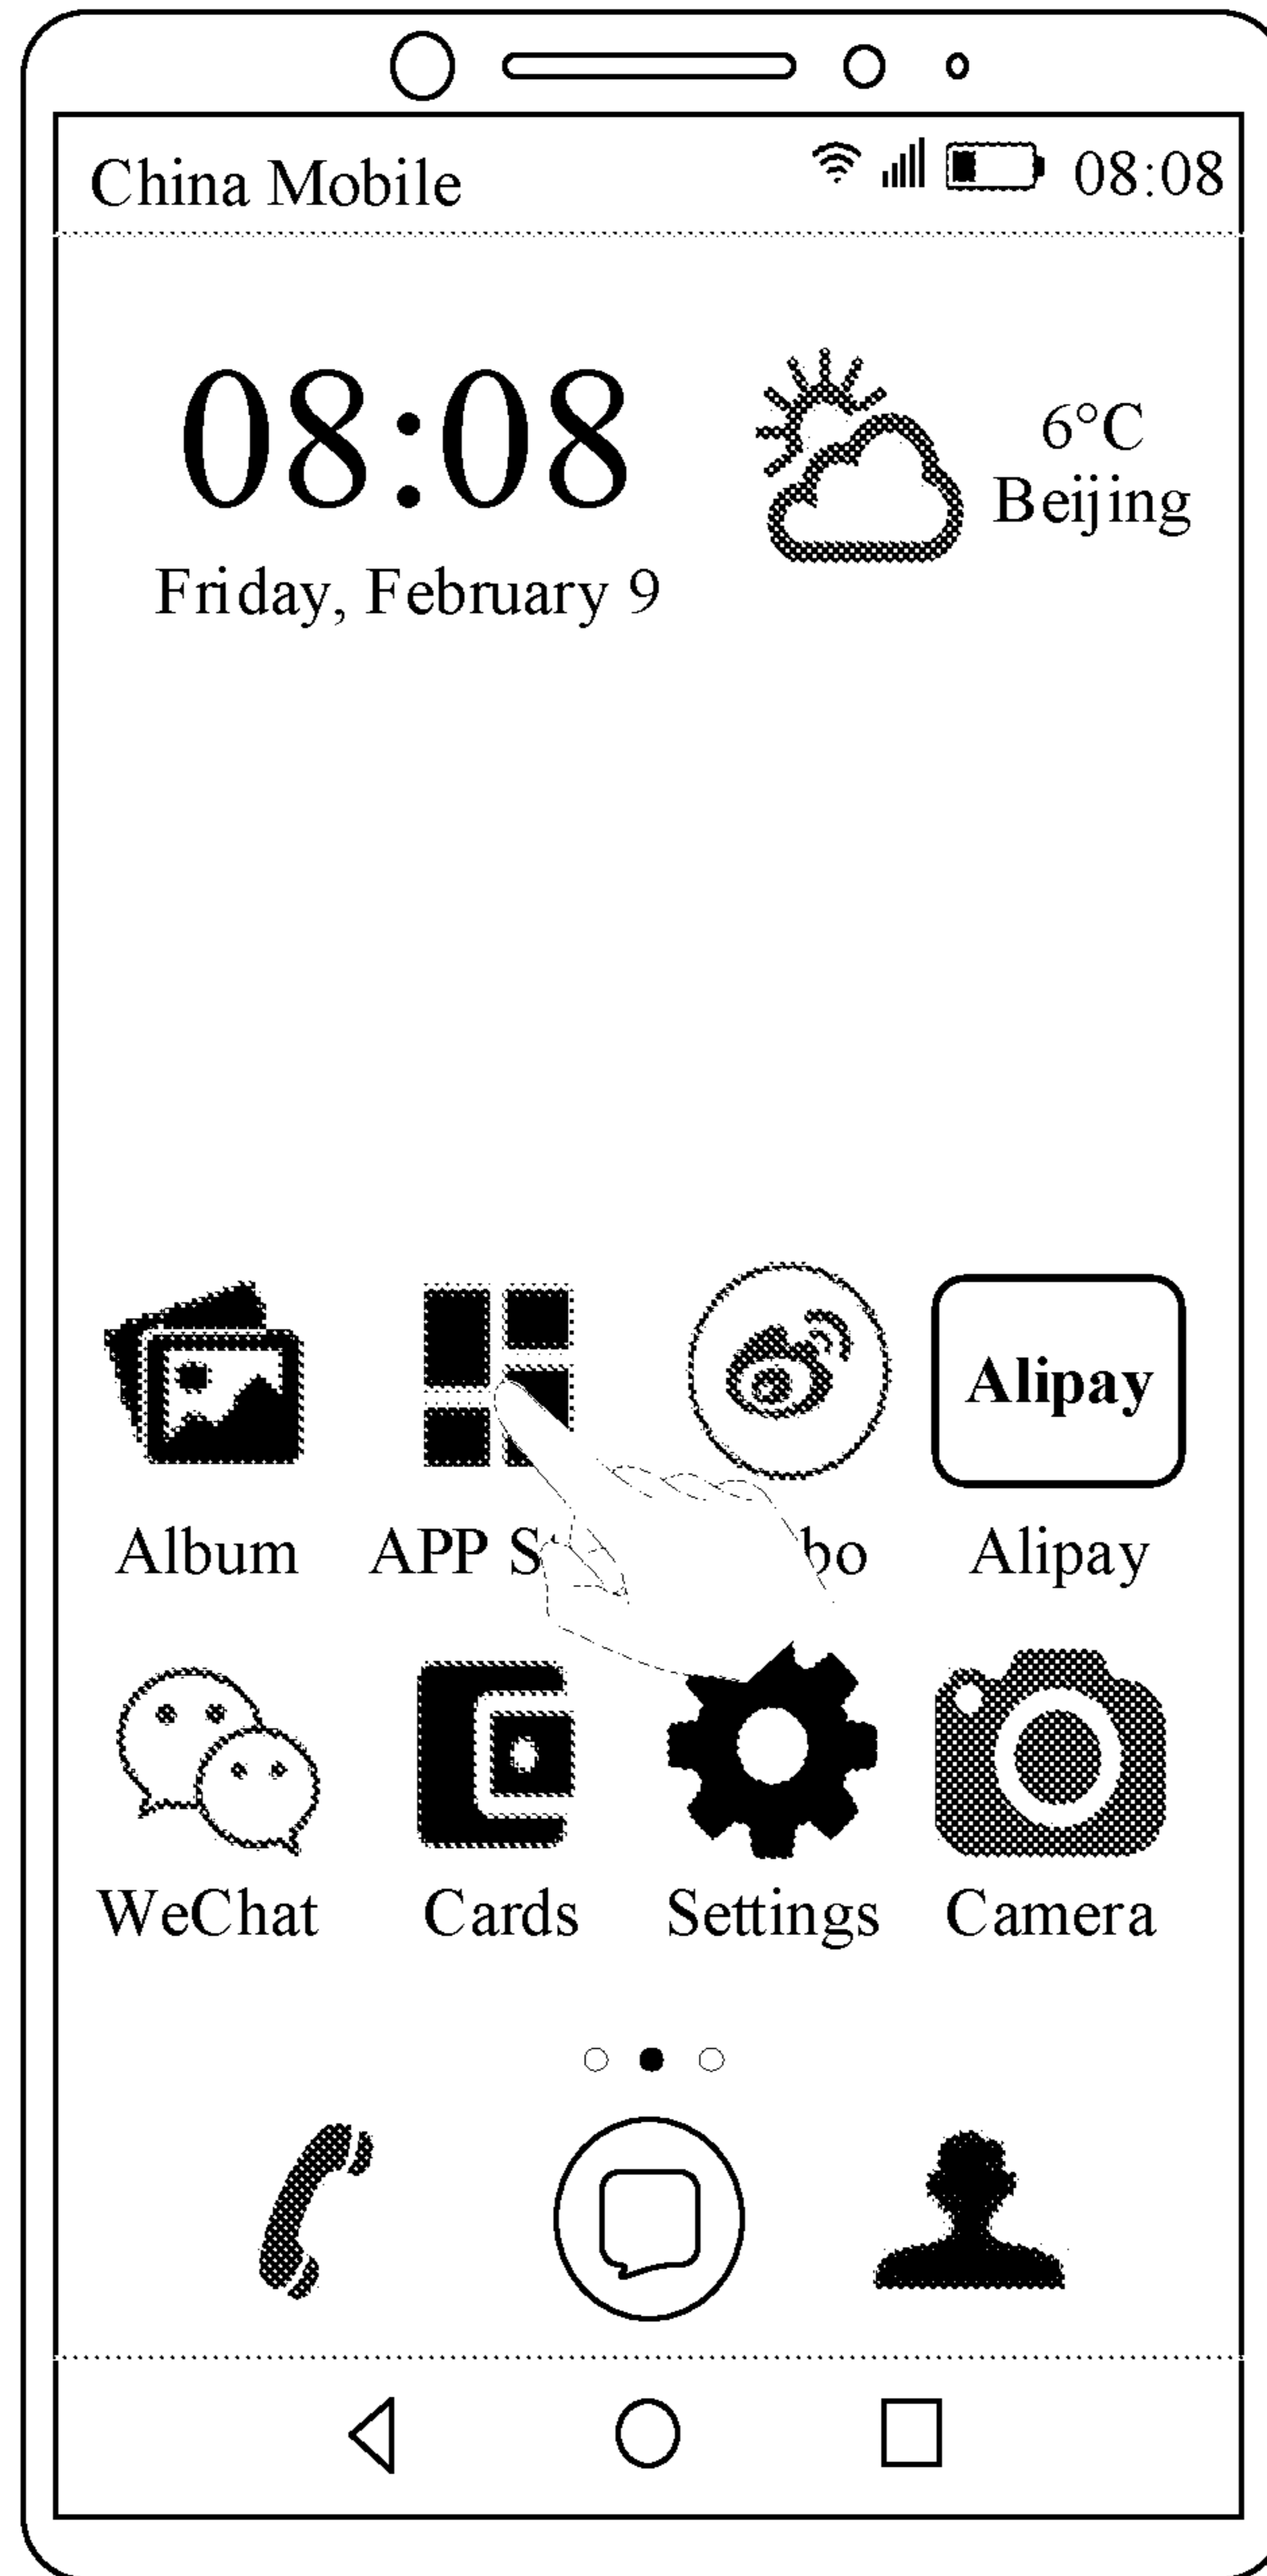 China Mobile 08:08
08:08
6°C
Beijing
Friday, February 9
Alipay
Album APP Alipay
WeChat Cards Settings Camera